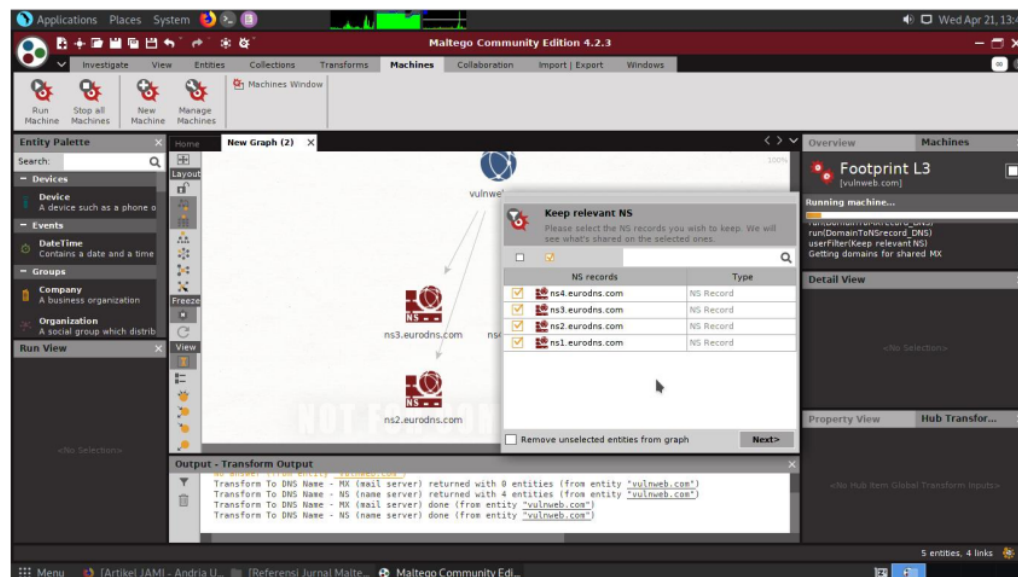 Applications Places System Wed Apr 21, 13:4
Maltego Community Edition 4.2.3
Investigate View Entities Collections Transforms Machines Collaboration Import | Export Windows
Run Machine
Stop all Machines
New Machine
Manage Machines
Machines Window
Entity Palette
Search:
Devices
Device
A device such as a phone o
Events
DateTime
Contains a date and a time
Groups
Company
A business organization
Organization
A social group which distrib
Run View
<No Selection>
Home New Graph (2)
Layout
Freeze
View
100%
vulnwe
ns3.eurodns.com ns4
ns2.eurodns.com
NOT FOR COM
Keep relevant NS
Please select the NS records you wish to keep. We will
see what's shared on the selected ones.
NS records Type
ns4.eurodns.com NS Record
ns3.eurodns.com NS Record
ns2.eurodns.com NS Record
ns1.eurodns.com NS Record
Remove unselected entities from graph Next>
Output - Transform Output
Transform To DNS Name - MX (mail server) returned with 0 entities (from entity "vulnweb.com")
Transform To DNS Name - NS (name server) returned with 4 entities (from entity "vulnweb.com")
Transform To DNS Name - MX (mail server) done (from entity "vulnweb.com")
Transform To DNS Name - NS (name server) done (from entity "vulnweb.com")
Overview Machines
Footprint L3
[vulnweb.com]
Running machine...
run(DomainToNSrecord_DNS)
userFilter(Keep relevant NS)
Getting domains for shared MX
Detail View
<No Selection>
Property View Hub Transfor...
<No Hub Item Global Transform Inputs>
5 entities, 4 links
Menu [Artikel JAMI - Andria U... [Referensi Jurnal Malte... Maltego Community Edi...